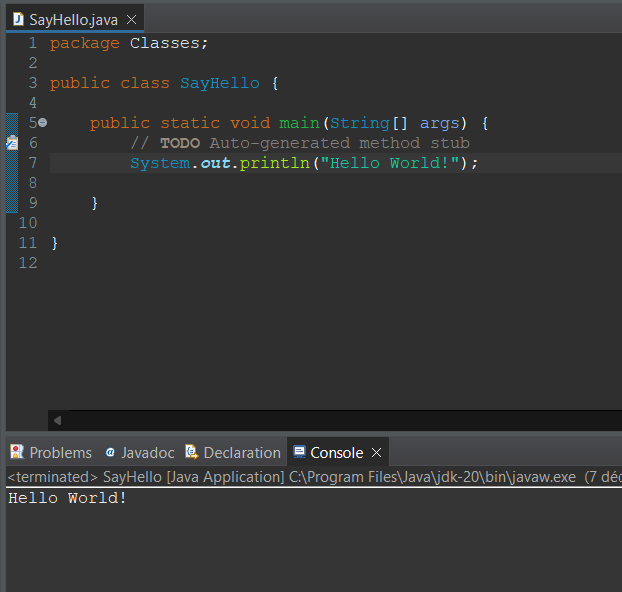 SayHello.java
1 package Classes;
2
3 public class SayHello {
4
5 public static void main(String[] args) {
6 // TODO Auto-generated method stub
7 System.out.println("Hello World!");
8
9 }
10
11 }
12
Problems @ Javadoc Declaration Console
<terminated> SayHello [Java Application] C:\Program Files\Java\jdk-20\bin\javaw.exe (7 déc
Hello World!